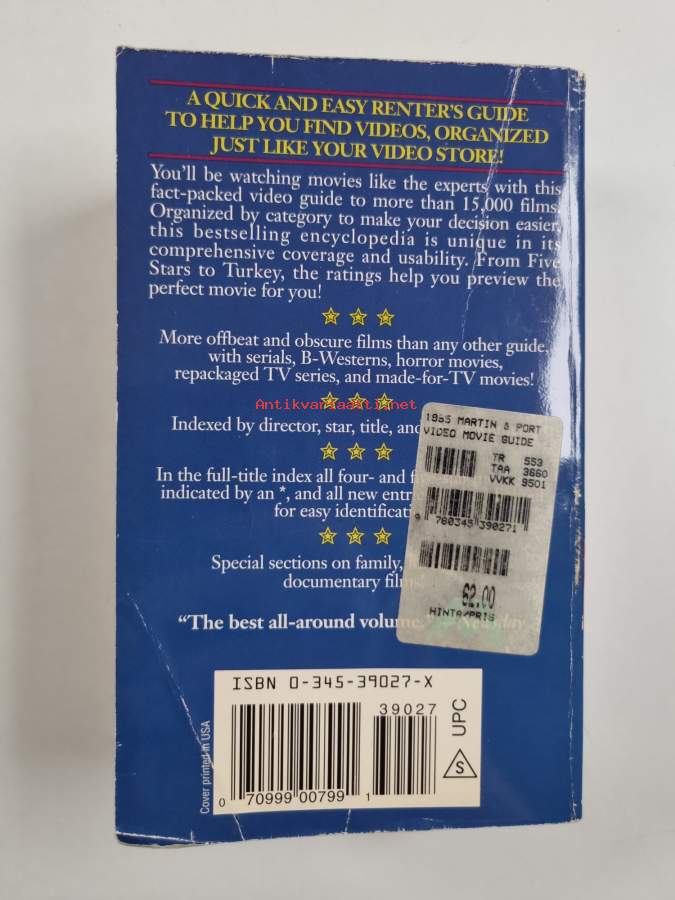 A QUICK AND EASY RENTER'S GUIDE
TO HELP YOU FIND VIDEOS, ORGANIZED
JUST LIKE YOUR VIDEO STORE!
You'll be watching movies like the experts with this
fact-packed video guide to more than 15,000 films.
Organized by category to make your decision easier,
this bestselling encyclopedia is unique in its
comprehensive coverage and usability. From Five
Stars to Turkey, the ratings help you preview the
perfect movie for you!
More offbeat and obscure films than any other guide,
with serials, B-Westerns, horror movies,
repackaged TV series, and made-for-TV movies!
Antikvariaatti.net
Indexed by director, star, title, and
In the full-title index all four- and
indicated by an *, and all new
for easy
Special sections on family,
documentary films
"The best all-around volume." — Newsday
1995 MARTIN & PORT
VIDEO MOVIE GUIDE
TR 553
TAA 3660
VVKK 9501
9 780345 390271
62.00
HINTA/PRIS
ISBN 0-345-39027-X
39027
0 70999 00799 1
UPC
S
Cover printed in USA